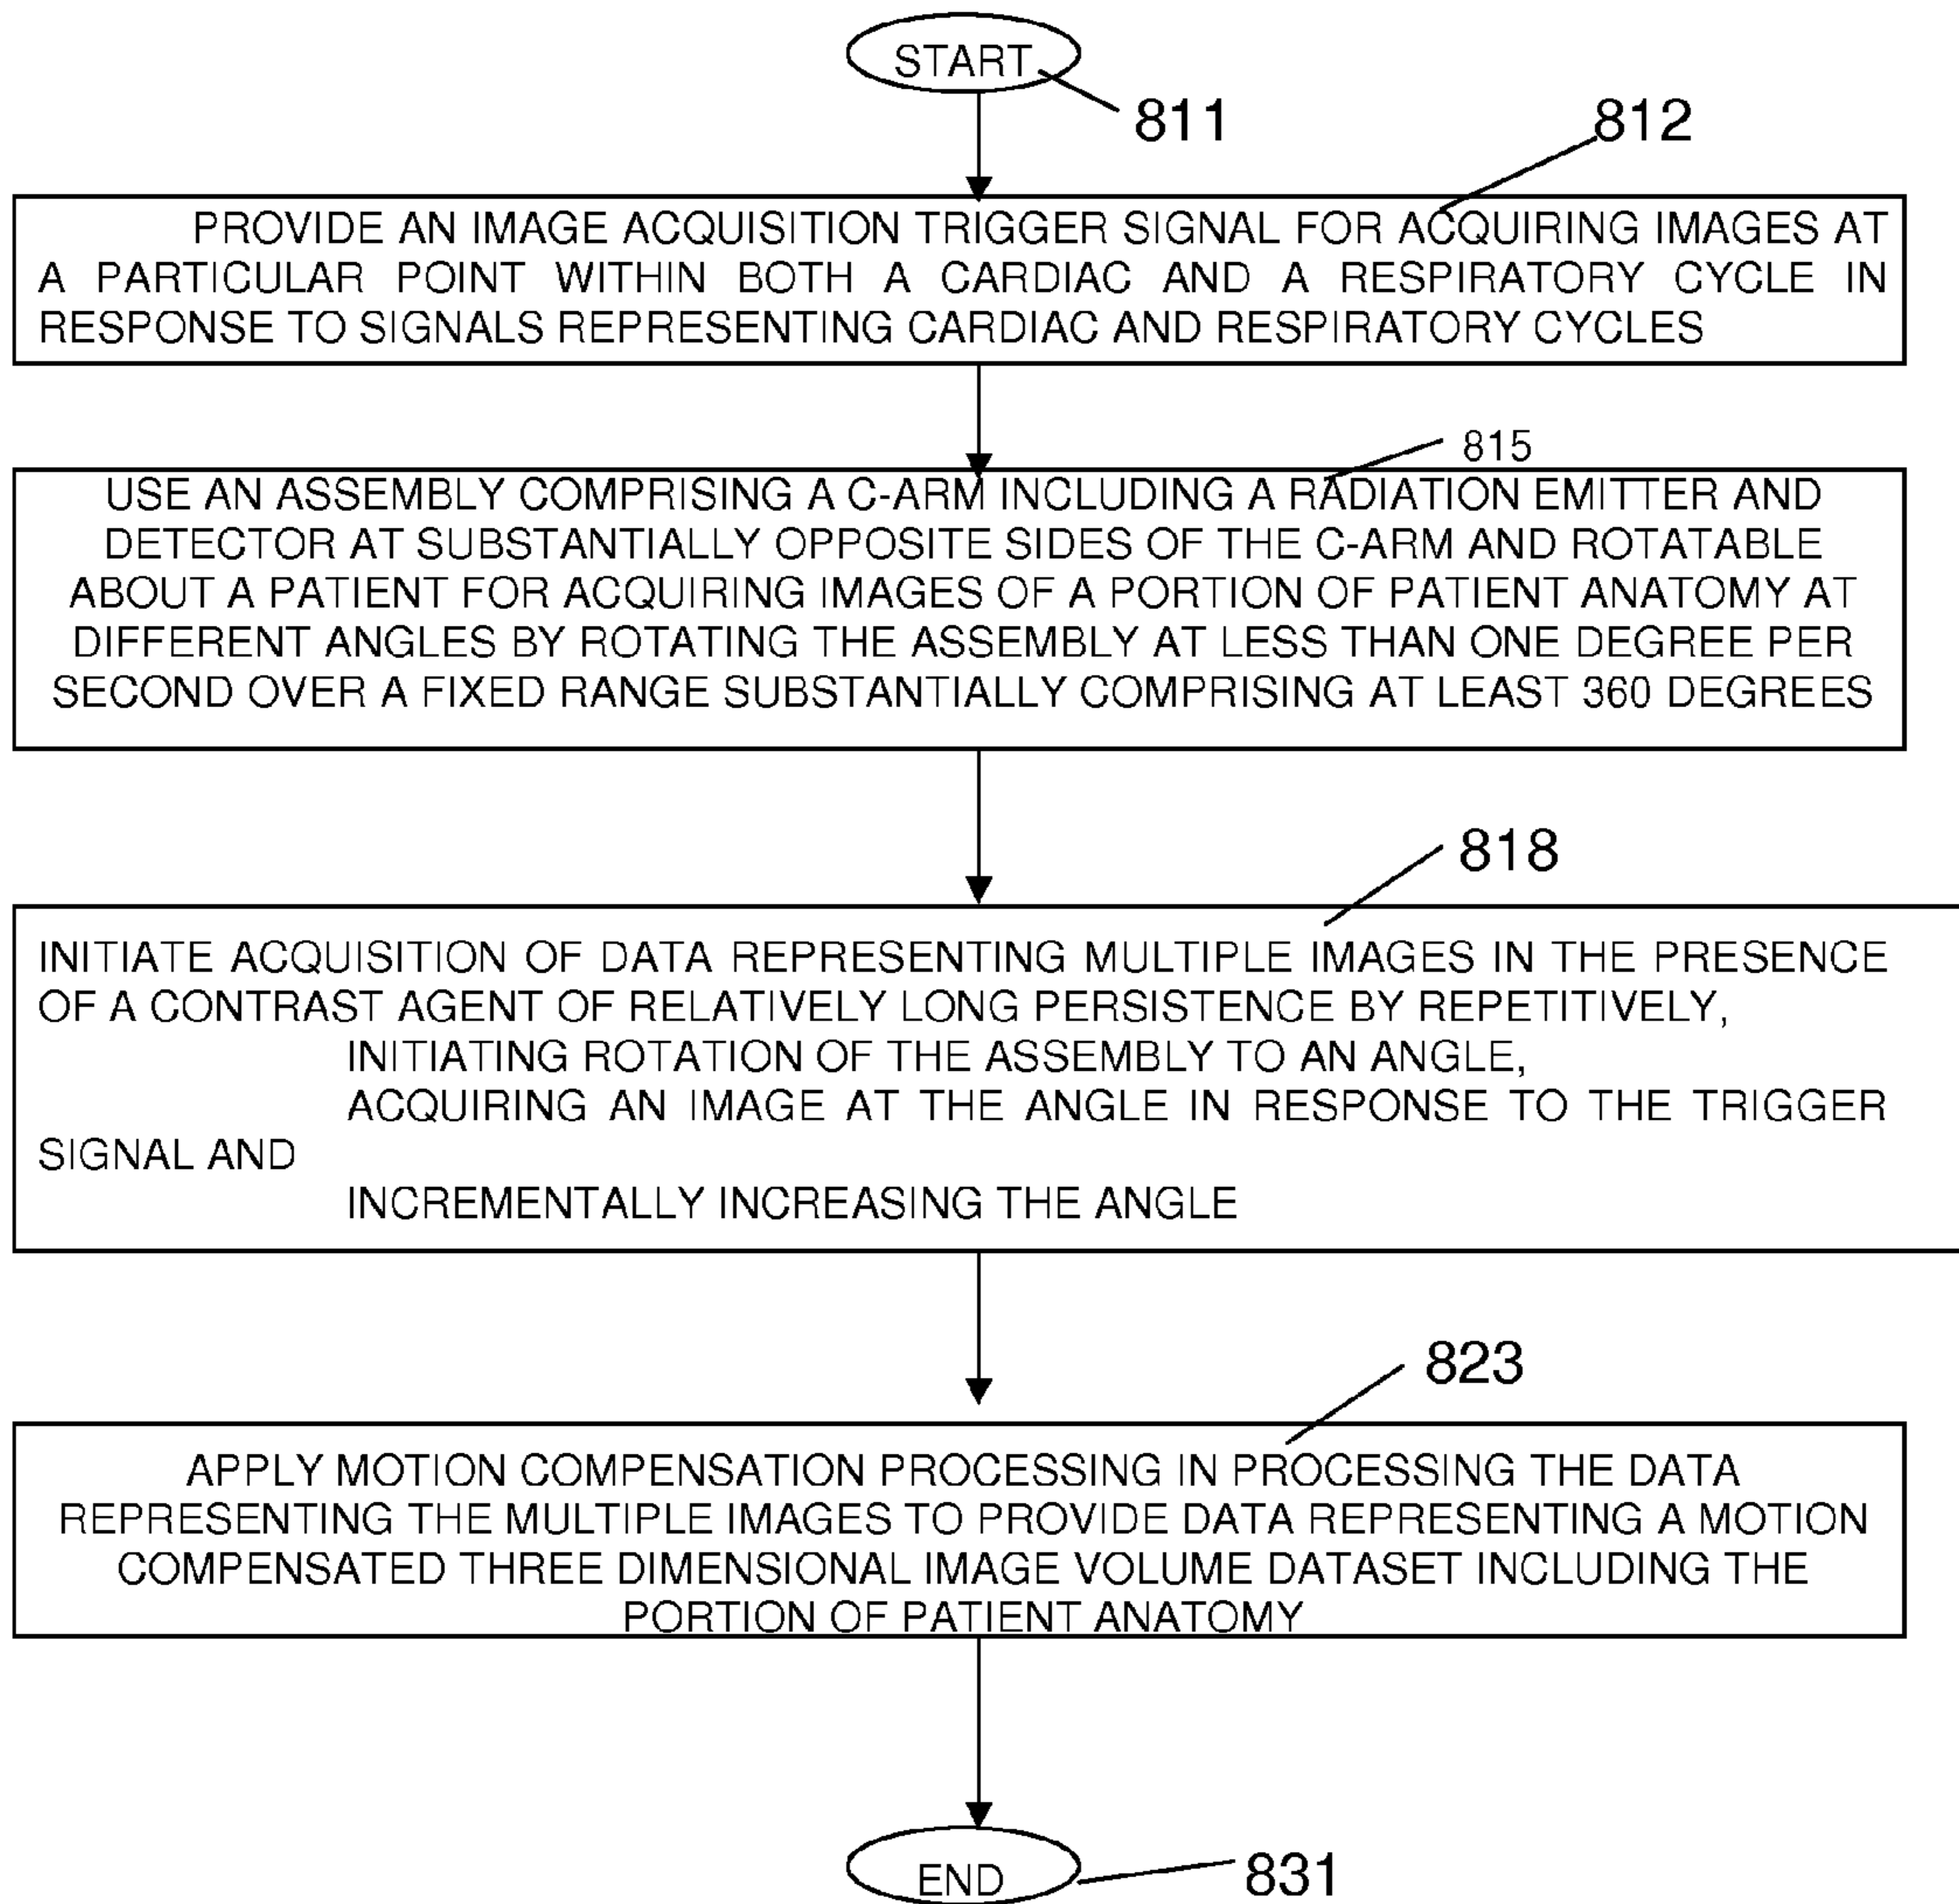 START
811
812
PROVIDE AN IMAGE ACQUISITION TRIGGER SIGNAL FOR ACQUIRING IMAGES AT
A PARTICULAR POINT WITHIN BOTH A CARDIAC AND A RESPIRATORY CYCLE IN
RESPONSE TO SIGNALS REPRESENTING CARDIAC AND RESPIRATORY CYCLES
815
USE AN ASSEMBLY COMPRISING A C-ARM INCLUDING A RADIATION EMITTER AND
DETECTOR AT SUBSTANTIALLY OPPOSITE SIDES OF THE C-ARM AND ROTATABLE
ABOUT A PATIENT FOR ACQUIRING IMAGES OF A PORTION OF PATIENT ANATOMY AT
DIFFERENT ANGLES BY ROTATING THE ASSEMBLY AT LESS THAN ONE DEGREE PER
SECOND OVER A FIXED RANGE SUBSTANTIALLY COMPRISING AT LEAST 360 DEGREES
818
INITIATE ACQUISITION OF DATA REPRESENTING MULTIPLE IMAGES IN THE PRESENCE
OF A CONTRAST AGENT OF RELATIVELY LONG PERSISTENCE BY REPETITIVELY,
INITIATING ROTATION OF THE ASSEMBLY TO AN ANGLE,
ACQUIRING AN IMAGE AT THE ANGLE IN RESPONSE TO THE TRIGGER
SIGNAL AND
INCREMENTALLY INCREASING THE ANGLE
823
APPLY MOTION COMPENSATION PROCESSING IN PROCESSING THE DATA
REPRESENTING THE MULTIPLE IMAGES TO PROVIDE DATA REPRESENTING A MOTION
COMPENSATED THREE DIMENSIONAL IMAGE VOLUME DATASET INCLUDING THE
PORTION OF PATIENT ANATOMY
END
831